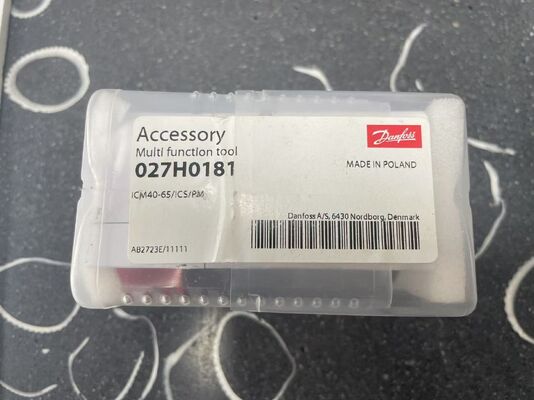 Accessory
Multi function tool
027H0181
ICM40-65/ICS/PM
AB2723E/11111
Danfoss
MADE IN POLAND
Danfoss A/S, 6430 Nordborg, Denmark